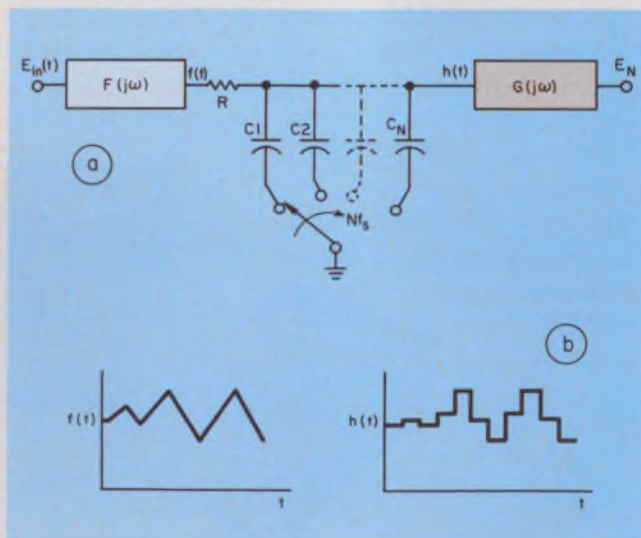 E_in(t)
F(jω)
f(t)
R
C1
C2
C_N
h(t)
G(jω)
E_N
a
Nf_s
b
f(t)
t
h(t)
t